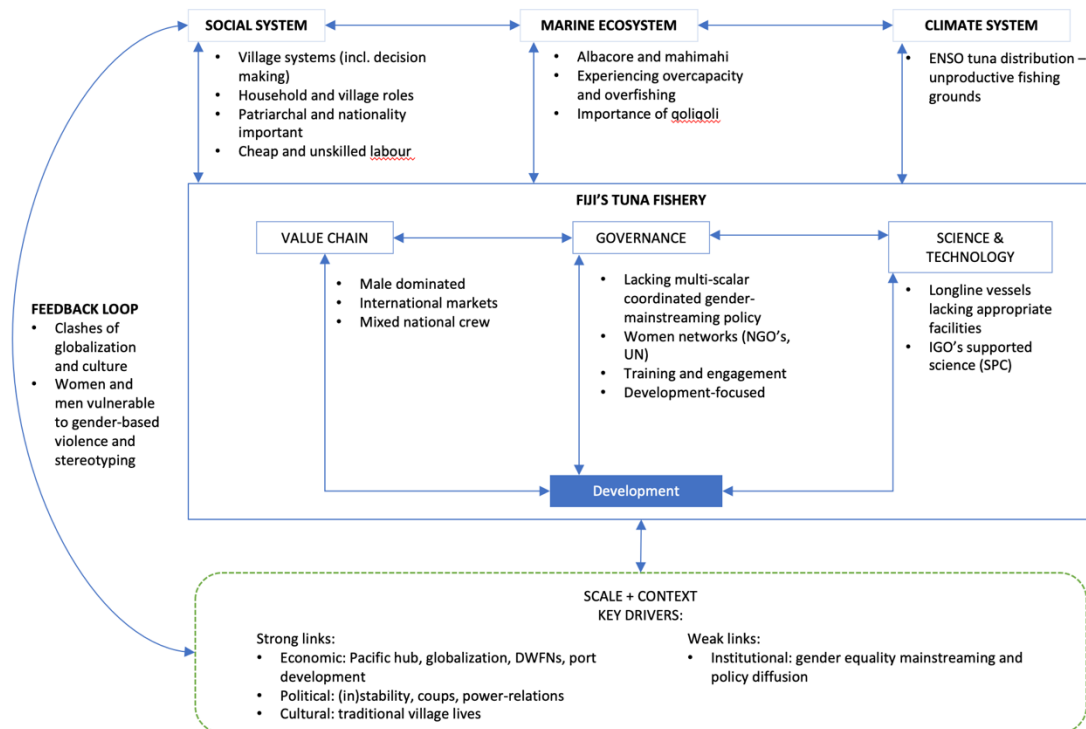 SOCIAL SYSTEM
MARINE ECOSYSTEM
CLIMATE SYSTEM
• Village systems (incl. decision
making)
• Household and village roles
• Patriarchal and nationality
important
• Cheap and unskilled labour
• Albacore and mahimahi
• Experiencing overcapacity
and overfishing
• Importance of qoliqoli
• ENSO tuna distribution –
unproductive fishing
grounds
FIJI'S TUNA FISHERY
VALUE CHAIN
GOVERNANCE
SCIENCE &
TECHNOLOGY
• Male dominated
• International markets
• Mixed national crew
• Lacking multi-scalar
coordinated gender-
mainstreaming policy
• Women networks (NGO's,
UN)
• Training and engagement
• Development-focused
• Longline vessels
lacking appropriate
facilities
• IGO's supported
science (SPC)
FEEDBACK LOOP
• Clashes of
globalization
and culture
• Women and
men vulnerable
to gender-based
violence and
stereotyping
Development
SCALE + CONTEXT
KEY DRIVERS:
Strong links:
• Economic: Pacific hub, globalization, DWFNs, port
development
• Political: (in)stability, coups, power-relations
• Cultural: traditional village lives
Weak links:
• Institutional: gender equality mainstreaming and
policy diffusion